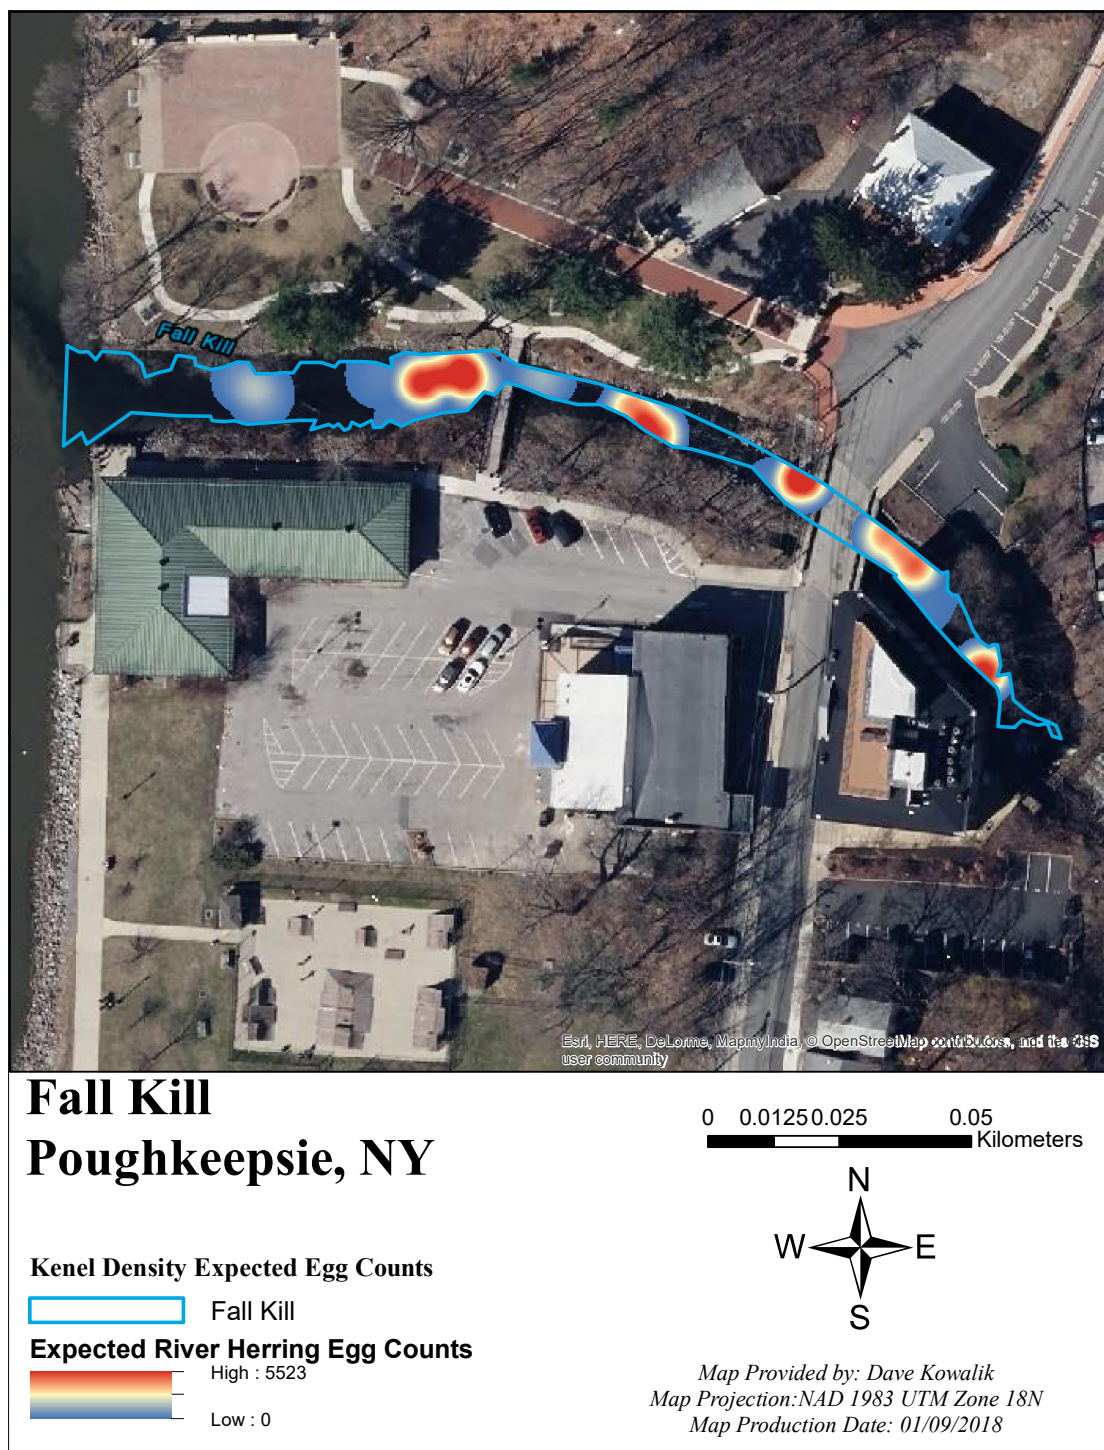 Fall Kill
Esri, HERE, DeLorme, MapmyIndia, © OpenStreetMap contributors, and the GIS
user community
Fall Kill
Poughkeepsie, NY
0 0.0125 0.025 0.05
Kilometers
N
W E
S
Kenel Density Expected Egg Counts
Fall Kill
Expected River Herring Egg Counts
High : 5523
Low : 0
Map Provided by: Dave Kowalik
Map Projection:NAD 1983 UTM Zone 18N
Map Production Date: 01/09/2018